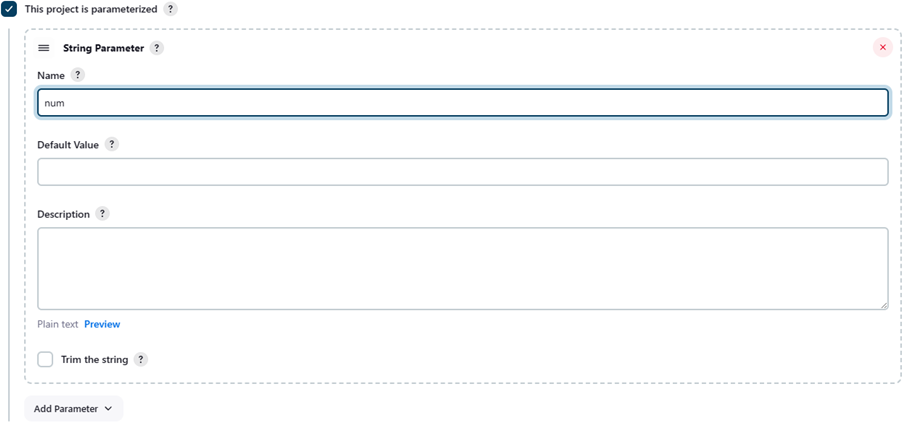 This project is parameterized ?
String Parameter ?
Name ?
num
Default Value ?
Description ?
Plain text Preview
Trim the string ?
Add Parameter